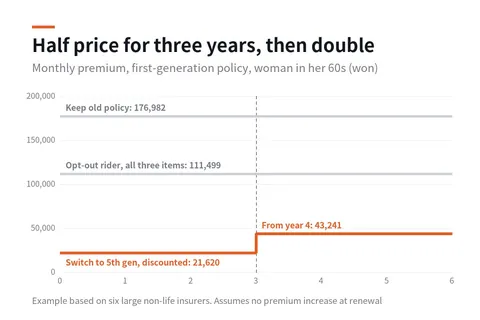 Half price for three years, then double
Monthly premium, first-generation policy, woman in her 60s (won)
200,000
Keep old policy: 176,982
150,000
Opt-out rider, all three items: 111,499
100,000
50,000
From year 4: 43,241
Switch to 5th gen, discounted: 21,620
0
0 1 2 3 4 5 6
Example based on six large non-life insurers. Assumes no premium increase at renewal